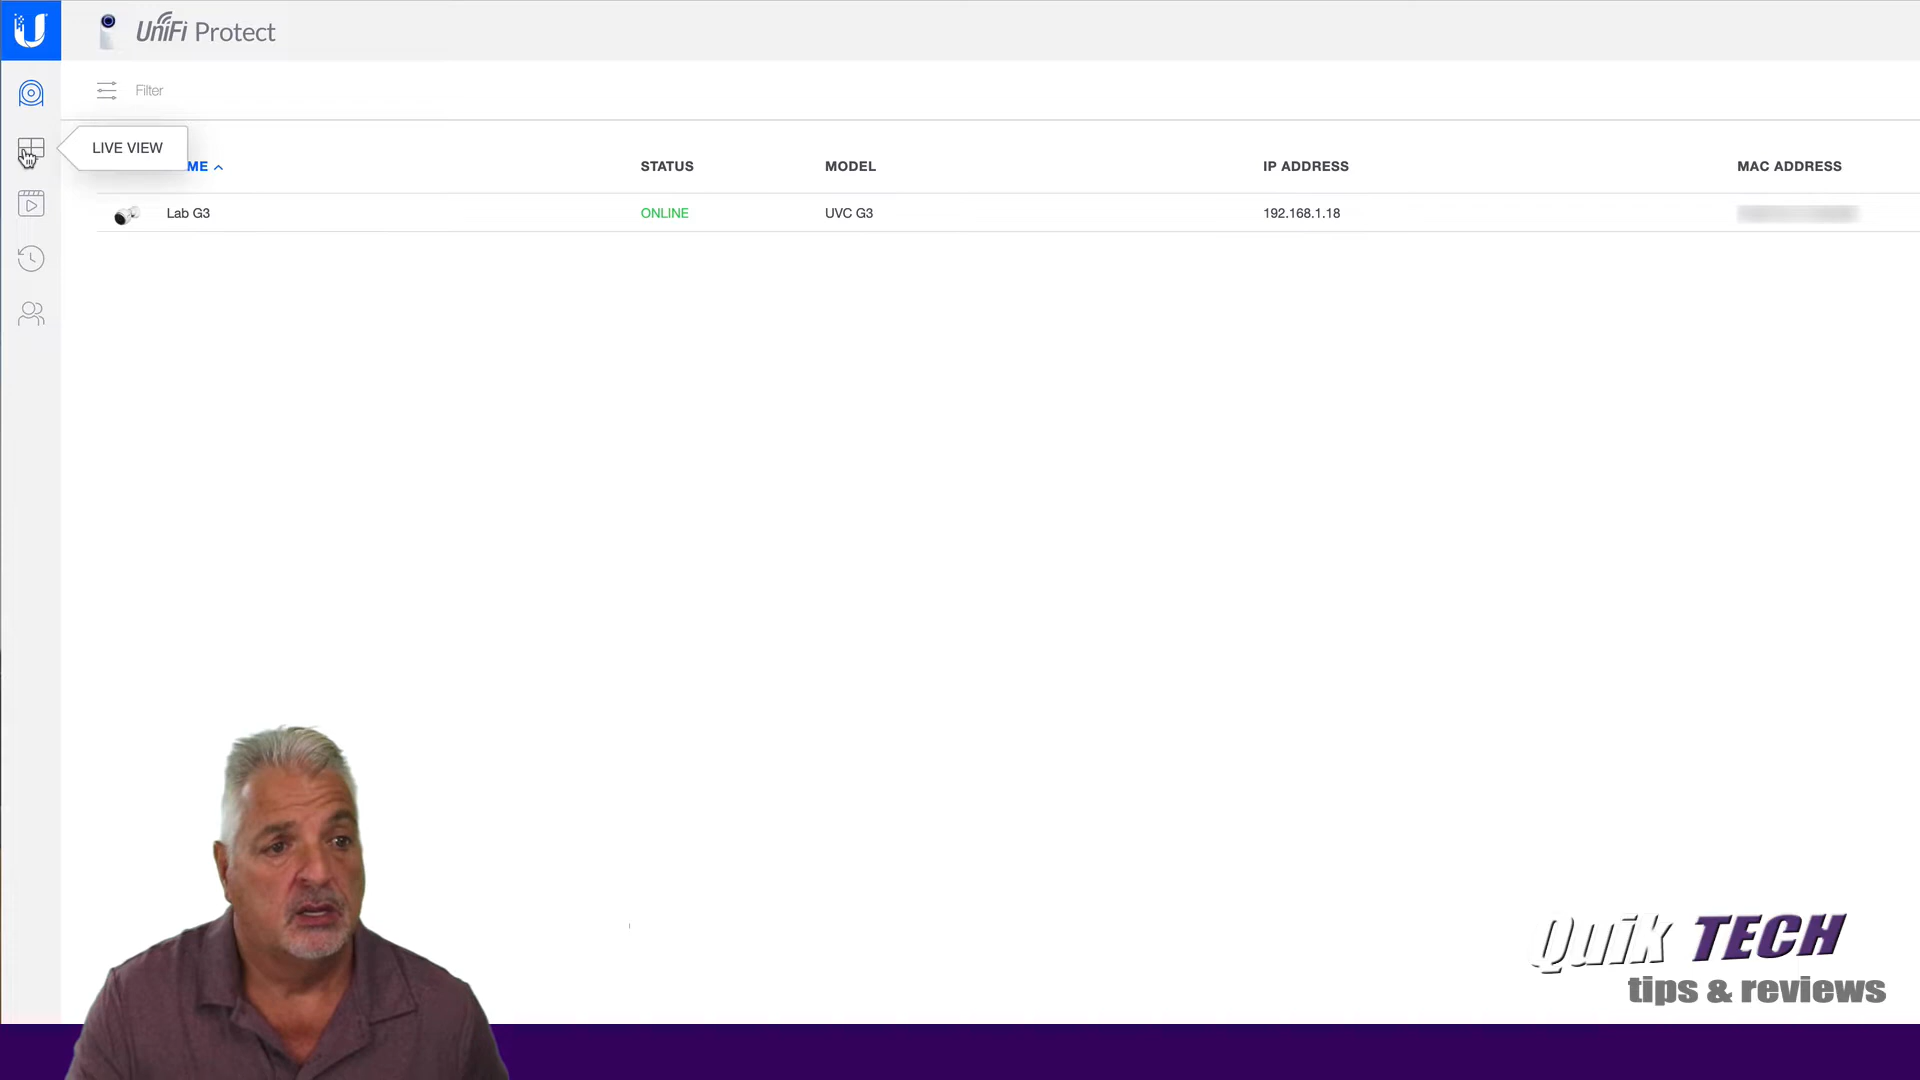 UniFi Protect
Filter
LIVE VIEW
ME STATUS MODEL IP ADDRESS MAC ADDRESS
Lab G3 ONLINE UVC G3 192.168.1.18
Quik TECH
tips & reviews